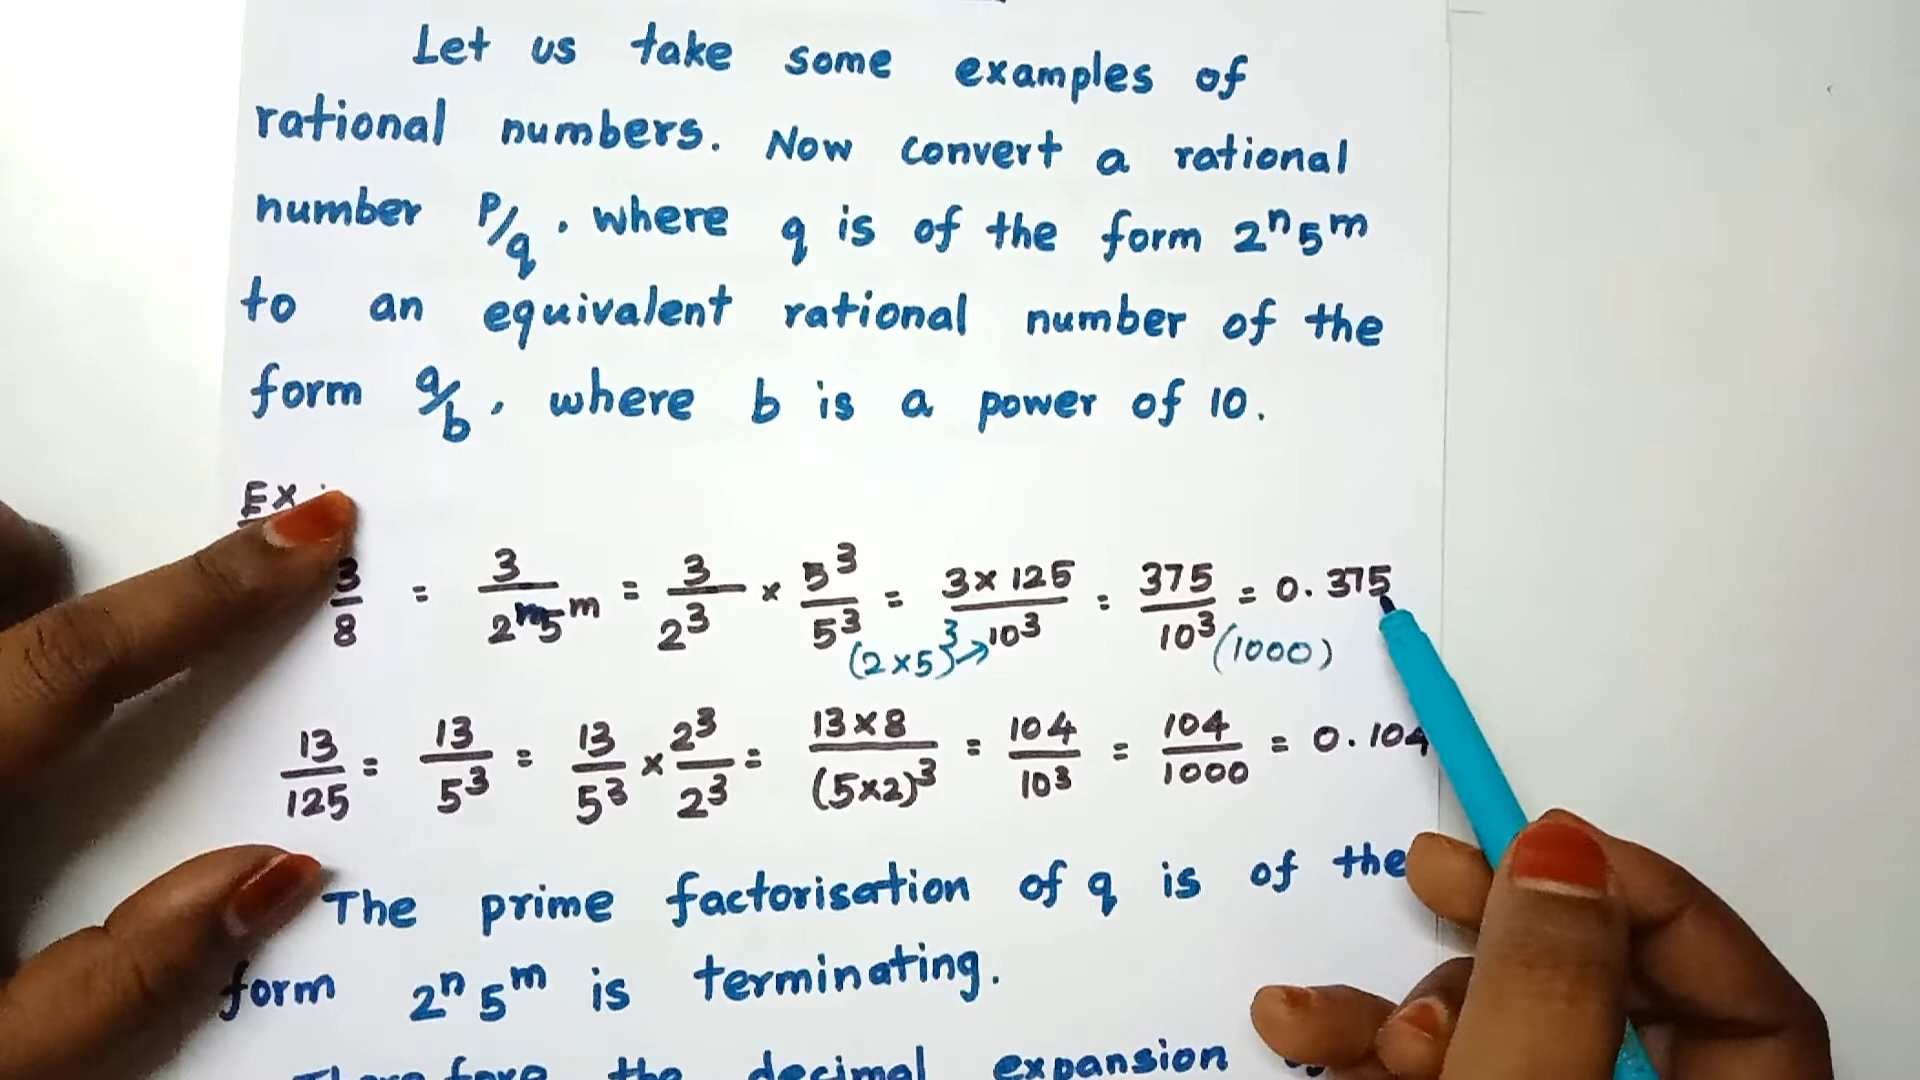 Let us take some examples of
rational numbers. Now convert a rational
number P/q. where q is of the form 2ⁿ5ᵐ
to an equivalent rational number of the
form a/b, where b is a power of 10.
Ex
3/8 = 3/2ⁿ5ᵐ = 3/2³ × 5³/5³ = 3×125/10³ = 375/10³ = 0.375
(2×5)³→ (1000)
13/125 = 13/5³ = 13/5³ × 2³/2³ = 13×8/(5×2)³ = 104/10³ = 104/1000 = 0.104
The prime factorisation of q is of the
form 2ⁿ5ᵐ is terminating.
Therefore the decimal expansion